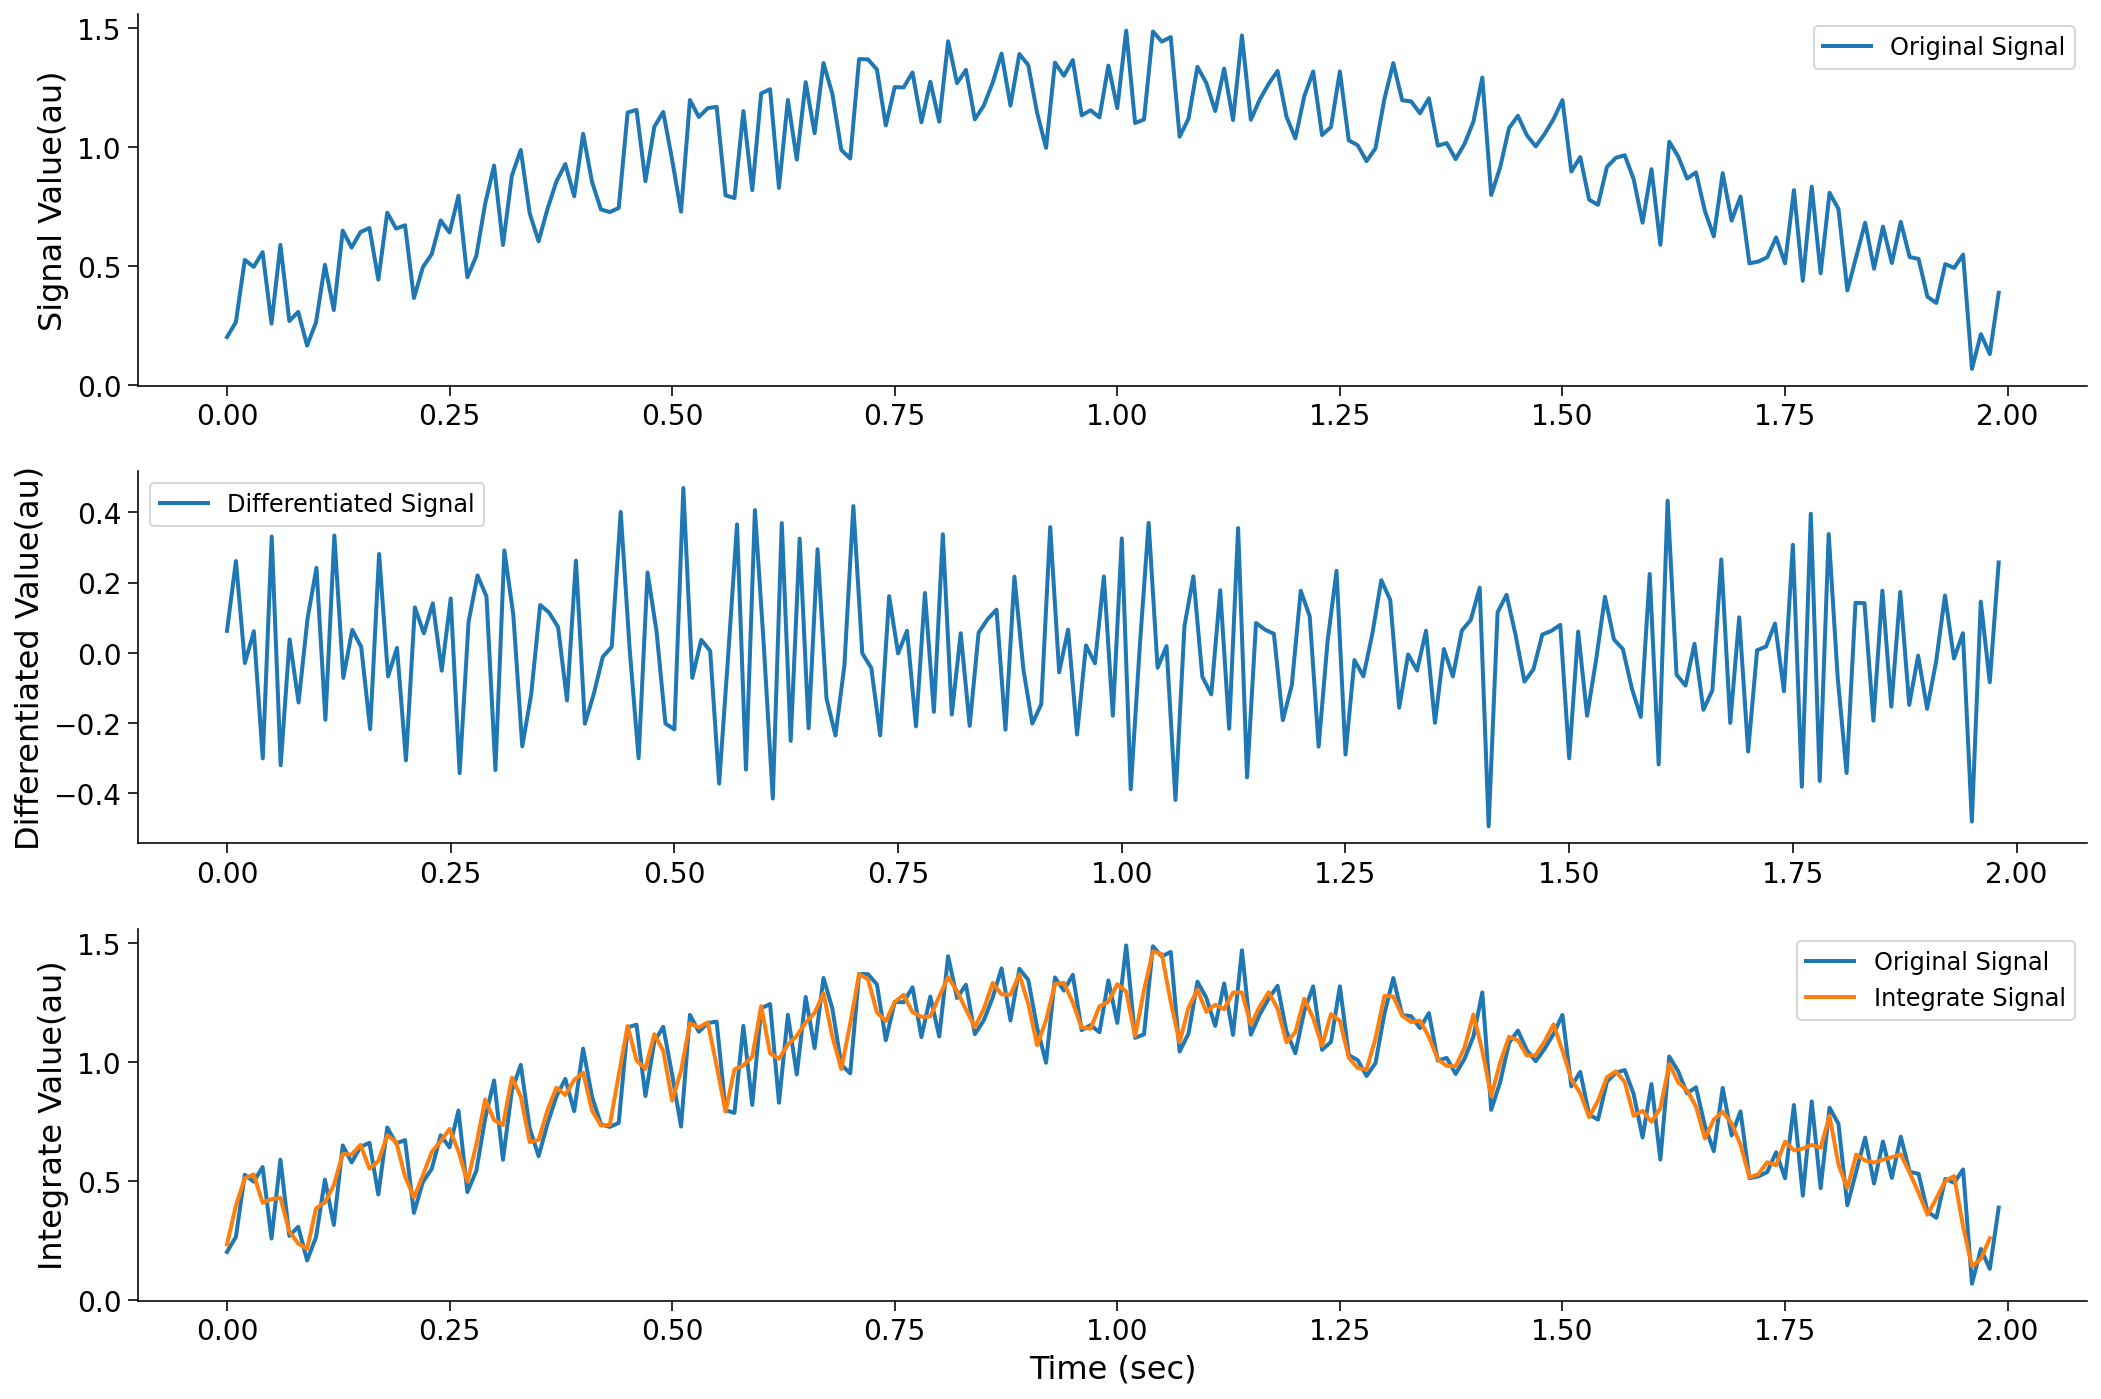 Signal Value(au)
1.5
1.0
0.5
0.0
Original Signal
0.00 0.25 0.50 0.75 1.00 1.25 1.50 1.75 2.00
Differentiated Value(au)
0.4
0.2
0.0
−0.2
−0.4
Differentiated Signal
0.00 0.25 0.50 0.75 1.00 1.25 1.50 1.75 2.00
Integrate Value(au)
1.5
1.0
0.5
0.0
Original Signal
Integrate Signal
0.00 0.25 0.50 0.75 1.00 1.25 1.50 1.75 2.00
Time (sec)